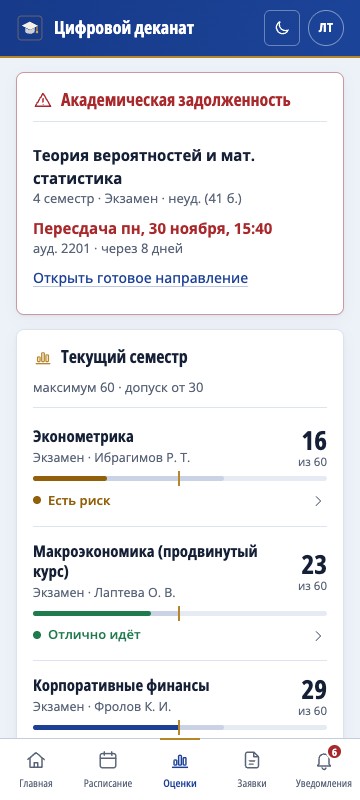 Цифровой деканат
ЛТ
Академическая задолженность
Теория вероятностей и мат.
статистика
4 семестр · Экзамен · неуд. (41 б.)
Пересдача пн, 30 ноября, 15:40
ауд. 2201 · через 8 дней
Открыть готовое направление
Текущий семестр
максимум 60 · допуск от 30
Эконометрика
16
Экзамен · Ибрагимов Р. Т.
из 60
Есть риск
Макроэкономика (продвинутый
курс)
23
Экзамен · Лаптева О. В.
из 60
Отлично идёт
Корпоративные финансы
29
Экзамен · Фролов К. И.
из 60
6
Главная
Расписание
Оценки
Заявки
Уведомления